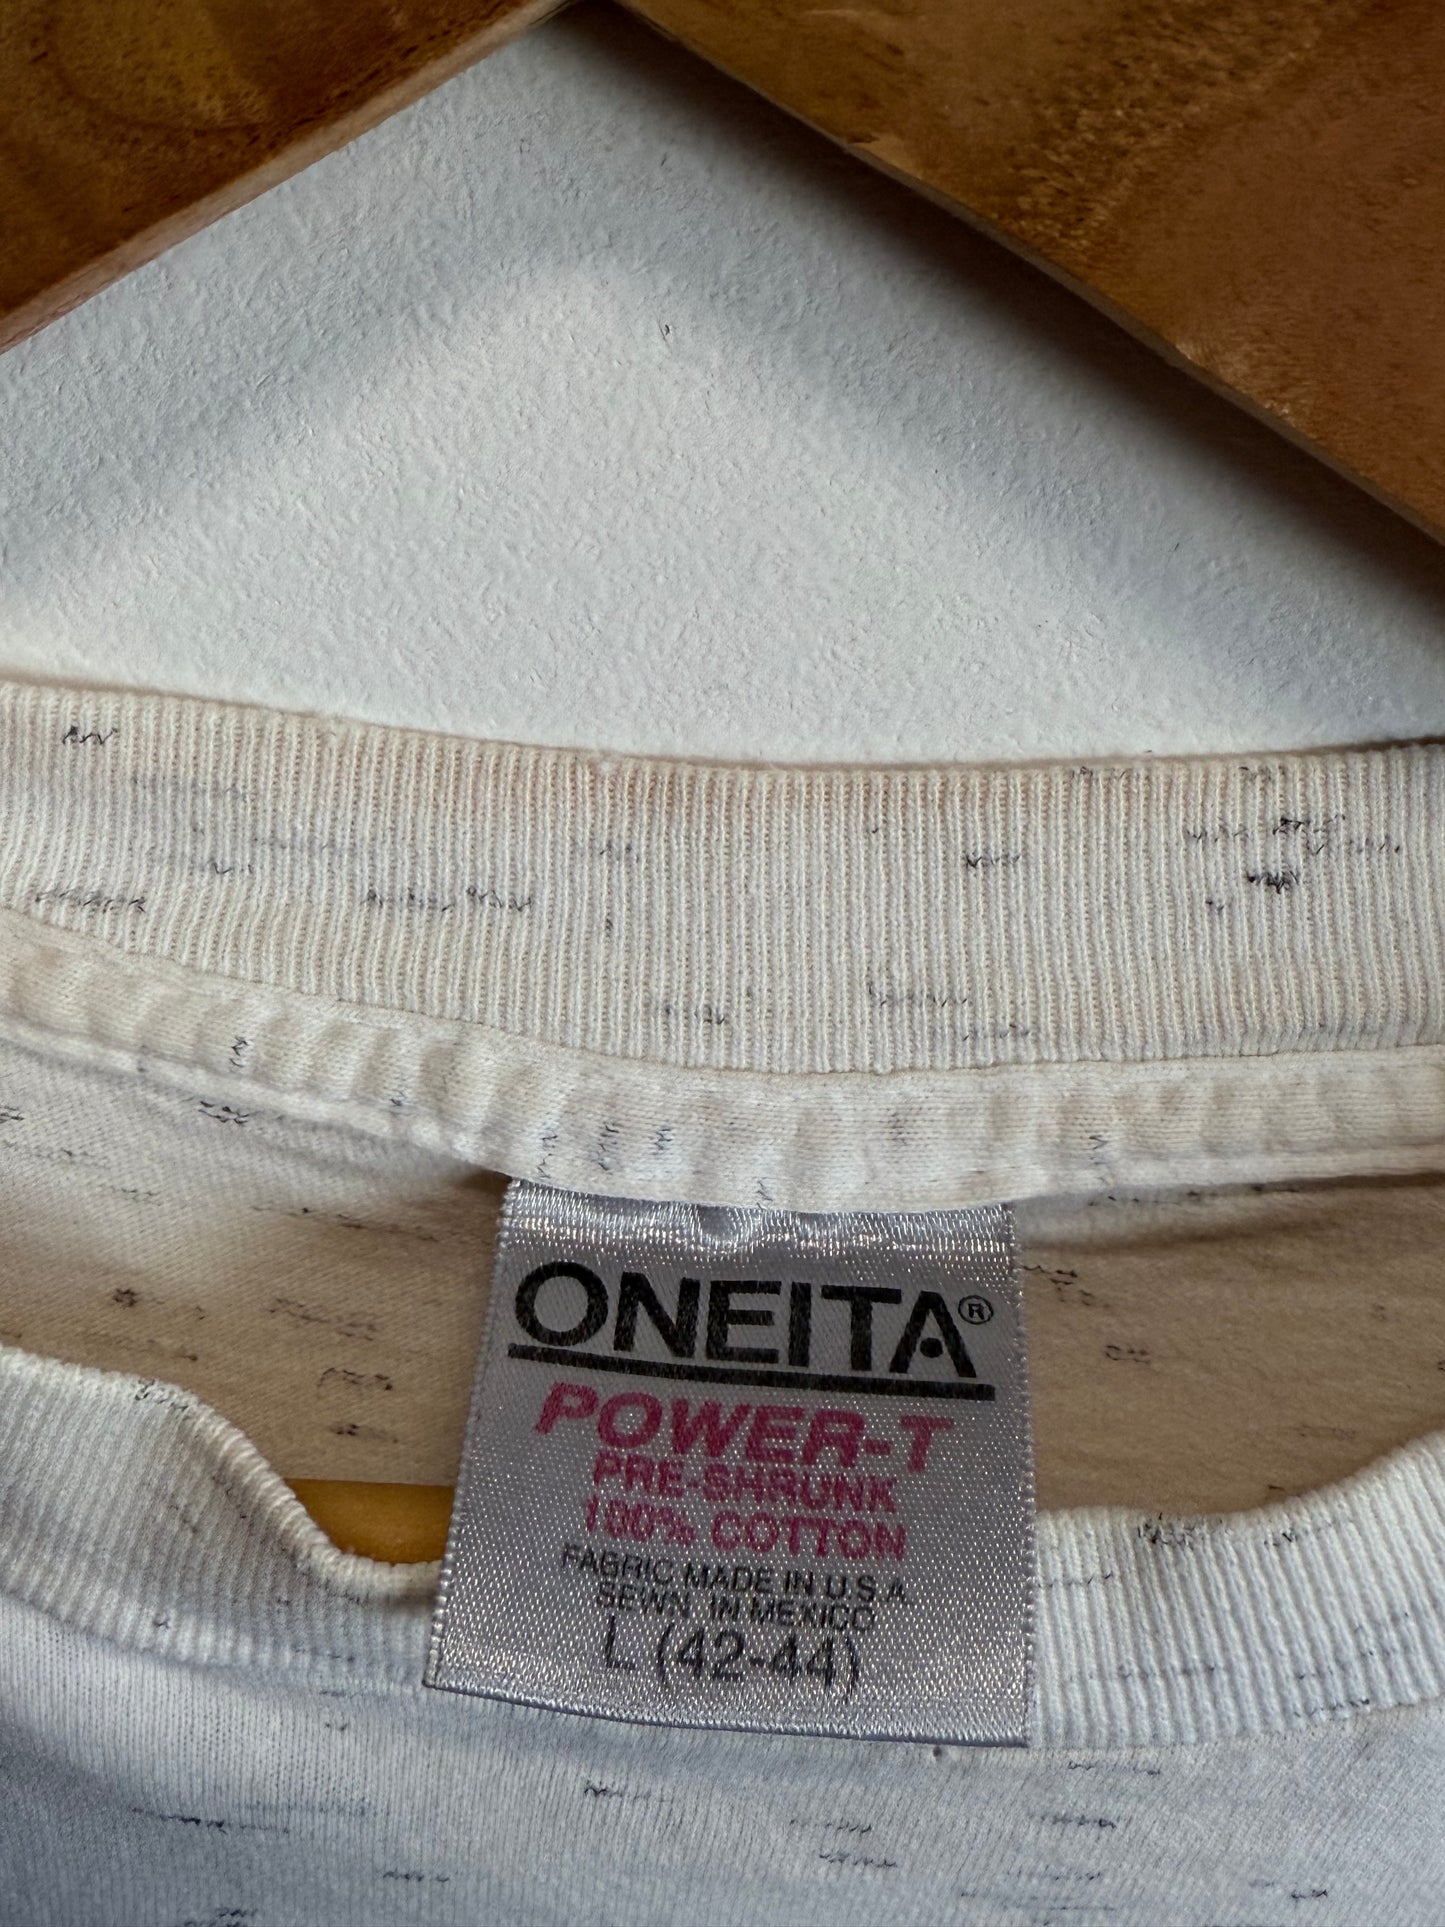 ONEITA®
POWER-T
PRE-SHRUNK
100% COTTON
FABRIC MADE IN U S A
SEWN IN MEXICO
L (42-44)